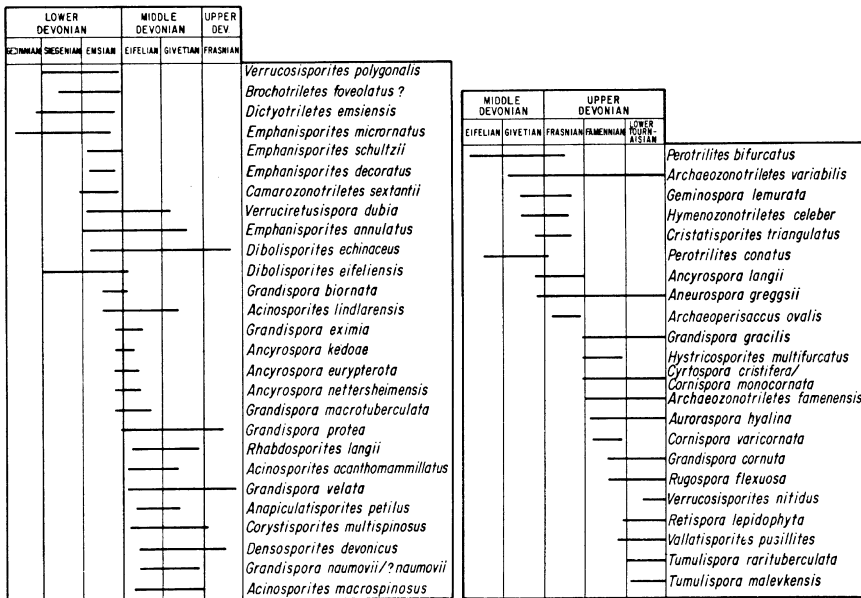 LOWER DEVONIAN
MIDDLE DEVONIAN
UPPER DEV.
GEDINNIAN SIEGENIAN EMSIAN EIFELIAN GIVETIAN FRASNIAN
Verrucosisporites polygonalis
Brochotriletes foveolatus ?
Dictyotriletes emsiensis
Emphanisporites micrornatus
Emphanisporites schultzii
Emphanisporites decoratus
Camarozonotriletes sextantii
Verruciretusispora dubia
Emphanisporites annulatus
Dibolisporites echinaceus
Dibolisporites eifeliensis
Grandispora biornata
Acinosporites lindlarensis
Grandispora eximia
Ancyrospora kedoae
Ancyrospora eurypterota
Ancyrospora nettersheimensis
Grandispora macrotuberculata
Grandispora protea
Rhabdosporites langii
Acinosporites acanthomammillatus
Grandispora velata
Anapiculatisporites petilus
Corystisporites multispinosus
Densosporites devonicus
Grandispora naumovii/?naumovii
Acinosporites macrospinosus
MIDDLE DEVONIAN
UPPER DEVONIAN
EIFELIAN GIVETIAN FRASNIAN FAMENNIAN LOWER TOURN-AISIAN
Perotrilites bifurcatus
Archaeozonotriletes variabilis
Geminospora lemurata
Hymenozonotriletes celeber
Cristatisporites triangulatus
Perotrilites conatus
Ancyrospora langii
Aneurospora greggsii
Archaeoperisaccus ovalis
Grandispora gracilis
Hystricosporites multifurcatus
Cyrtospora cristifera/
Cornispora monocornata
Archaeozonotriletes famenensis
Auroraspora hyalina
Cornispora varicornata
Grandispora cornuta
Rugospora flexuosa
Verrucosisporites nitidus
Retispora lepidophyta
Vallatisporites pusillites
Tumulispora rarituberculata
Tumulispora malevkensis